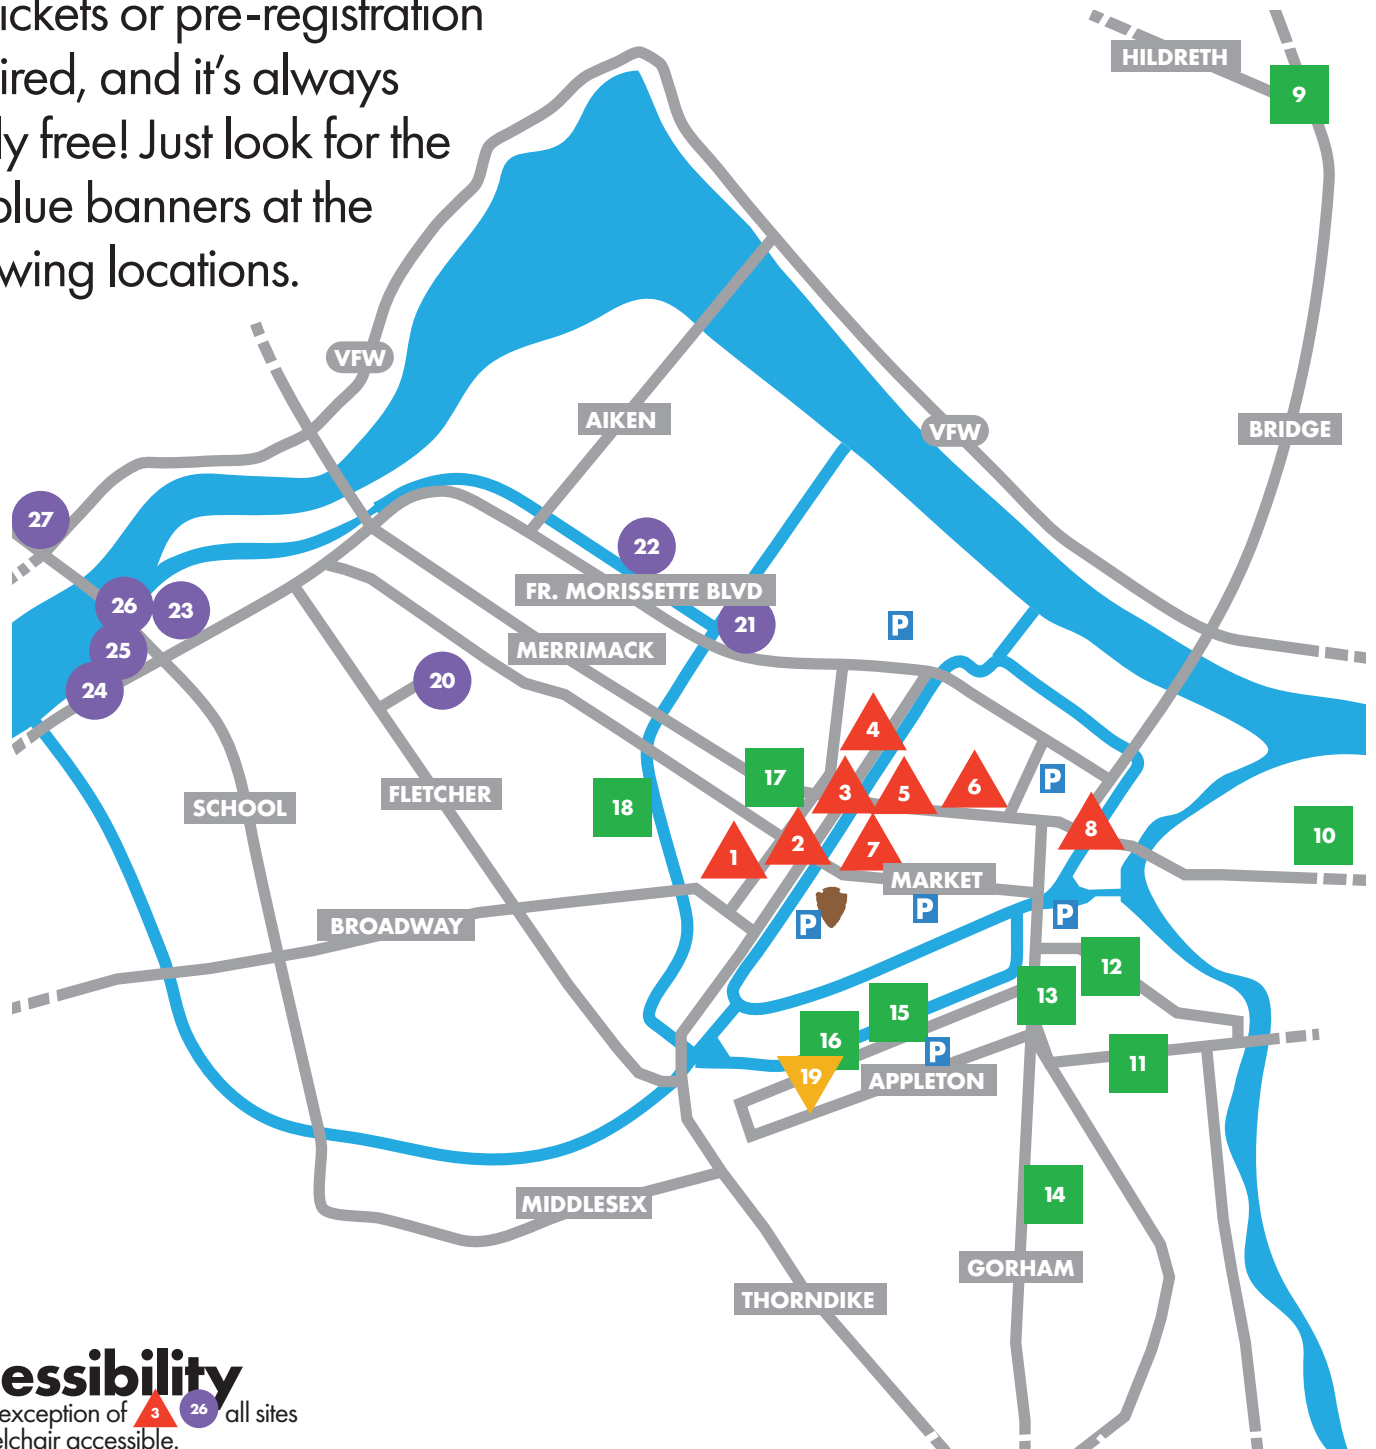 ickets or pre-registration
ired, and it's always
ly free! Just look for the
blue banners at the
wing locations.
HILDRETH
9
VFW
AIKEN
VFW
BRIDGE
27
22
FR. MORISSETTE BLVD
26
23
21
P
25
MERRIMACK
24
20
4
17
3
5
6
P
SCHOOL
FLETCHER
18
1
2
7
8
10
MARKET
BROADWAY
P
P
P
12
13
15
16
P
11
19
APPLETON
MIDDLESEX
14
GORHAM
THORNDIKE
essibility
exception of 3 26 all sites
elchair accessible.